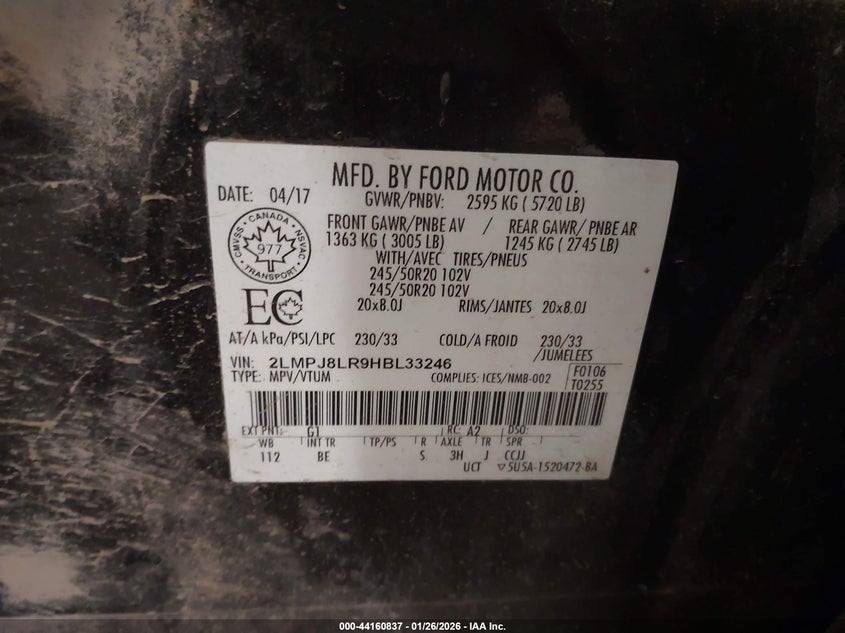 MFD. BY FORD MOTOR CO.
DATE: 04/17
GVWR/PNBV: 2595 KG ( 5720 LB)
FRONT GAWR/PNBE AV / REAR GAWR/ PNBE AR
1363 KG ( 3005 LB) 1245 KG ( 2745 LB)
WITH/AVEC TIRES/PNEUS
245/50R20 102V
245/50R20 102V
20x8.0J RIMS/JANTES 20x8.0J
CMVSS · CANADA · NSVAC
977
TRANSPORT
EC
AT/A kPa/PSI/LPC 230/33 COLD/A FROID 230/33
/JUMELEES
VIN: 2LMPJ8LR9HBL33246
TYPE: MPV/VTUM COMPLIES: ICES/NMB-002
F0106
T0255
EXT PNT: G1 RC: A2 DSO:
WB INT TR TP/PS R AXLE TR SPR
112 BE S 3H J CCJJ
UCT ▽5U5A-1520472-BA
000-44160837 - 01/26/2026 - IAA Inc.